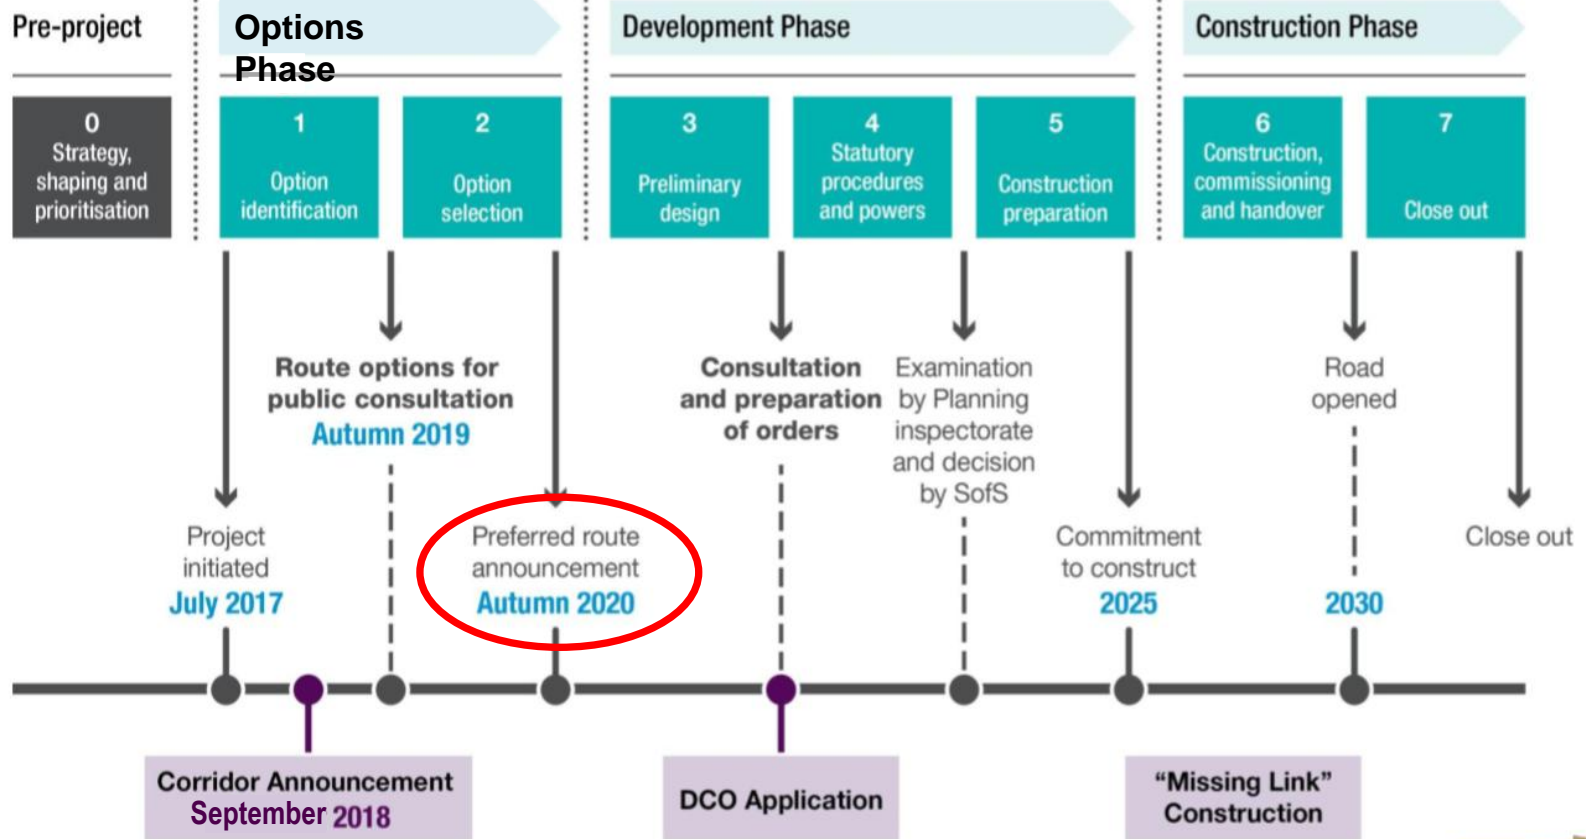 Pre-project
Options
Phase
Development Phase
Construction Phase
0
Strategy,
shaping and
prioritisation
1
Option
identification
2
Option
selection
3
Preliminary
design
4
Statutory
procedures
and powers
5
Construction
preparation
6
Construction,
commissioning
and handover
7
Close out
Route options for
public consultation
Autumn 2019
Consultation
and preparation
of orders
Examination
by Planning
inspectorate
and decision
by SofS
Road
opened
Project
initiated
July 2017
Preferred route
announcement
Autumn 2020
Commitment
to construct
2025
2030
Close out
Corridor Announcement
September 2018
DCO Application
“Missing Link”
Construction